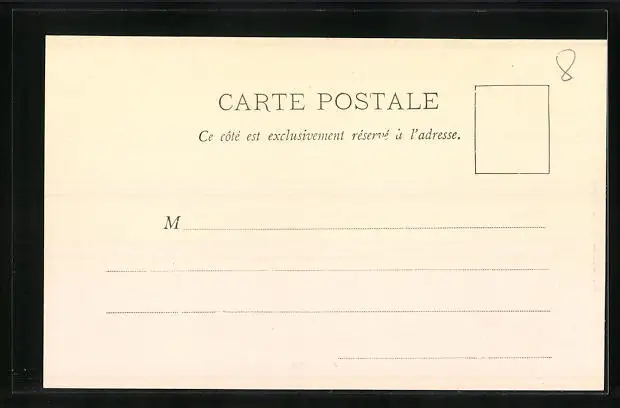 8
CARTE POSTALE
Ce côté est exclusivement réservé à l'adresse.
M